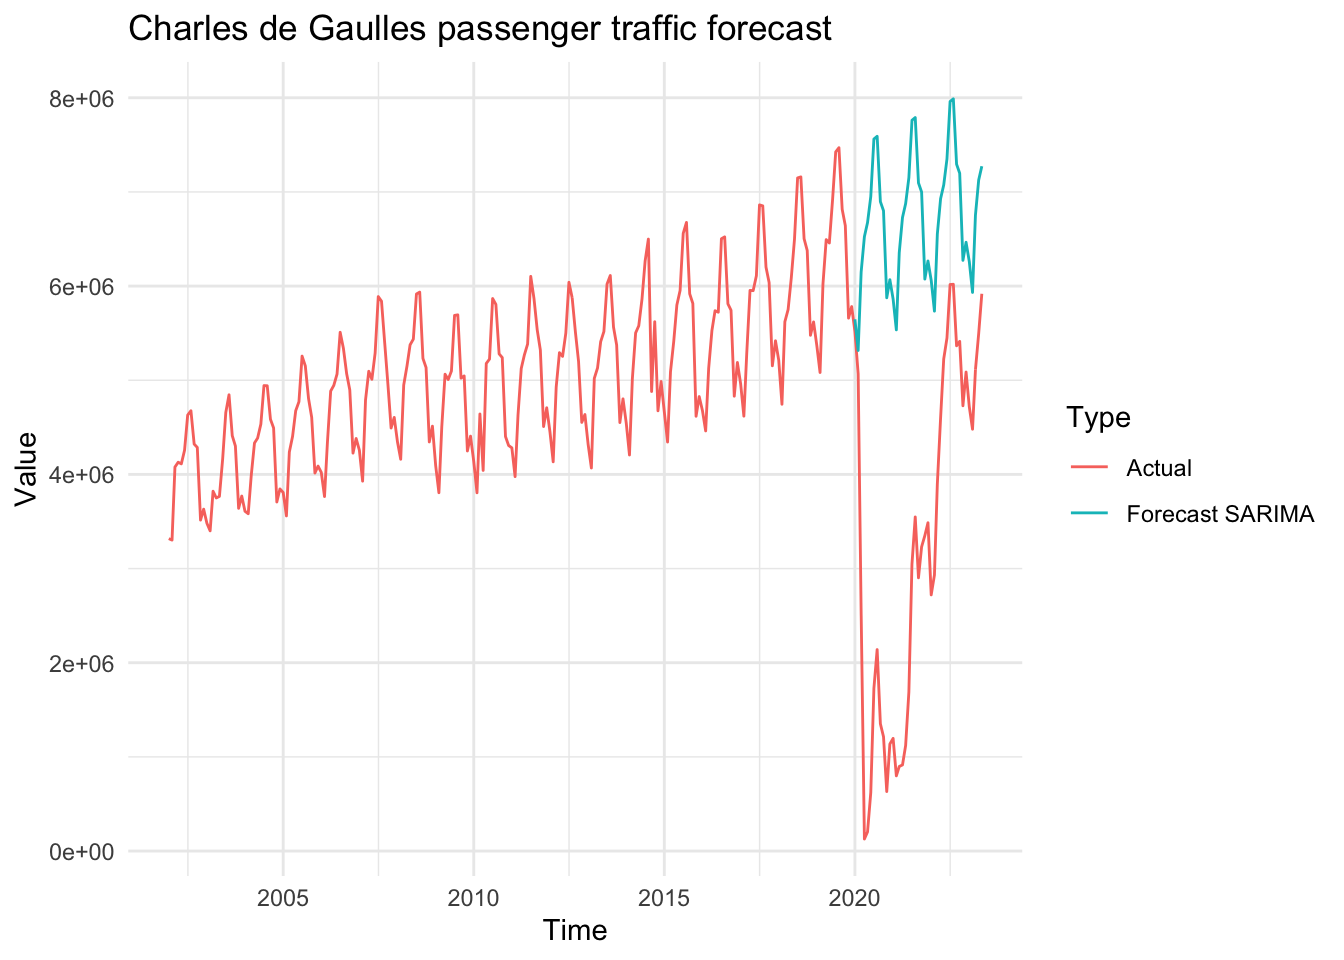 Charles de Gaulles passenger traffic forecast
8e+06
6e+06
4e+06
2e+06
0e+00
Value
2005 2010 2015 2020
Time
Type
Actual
Forecast SARIMA